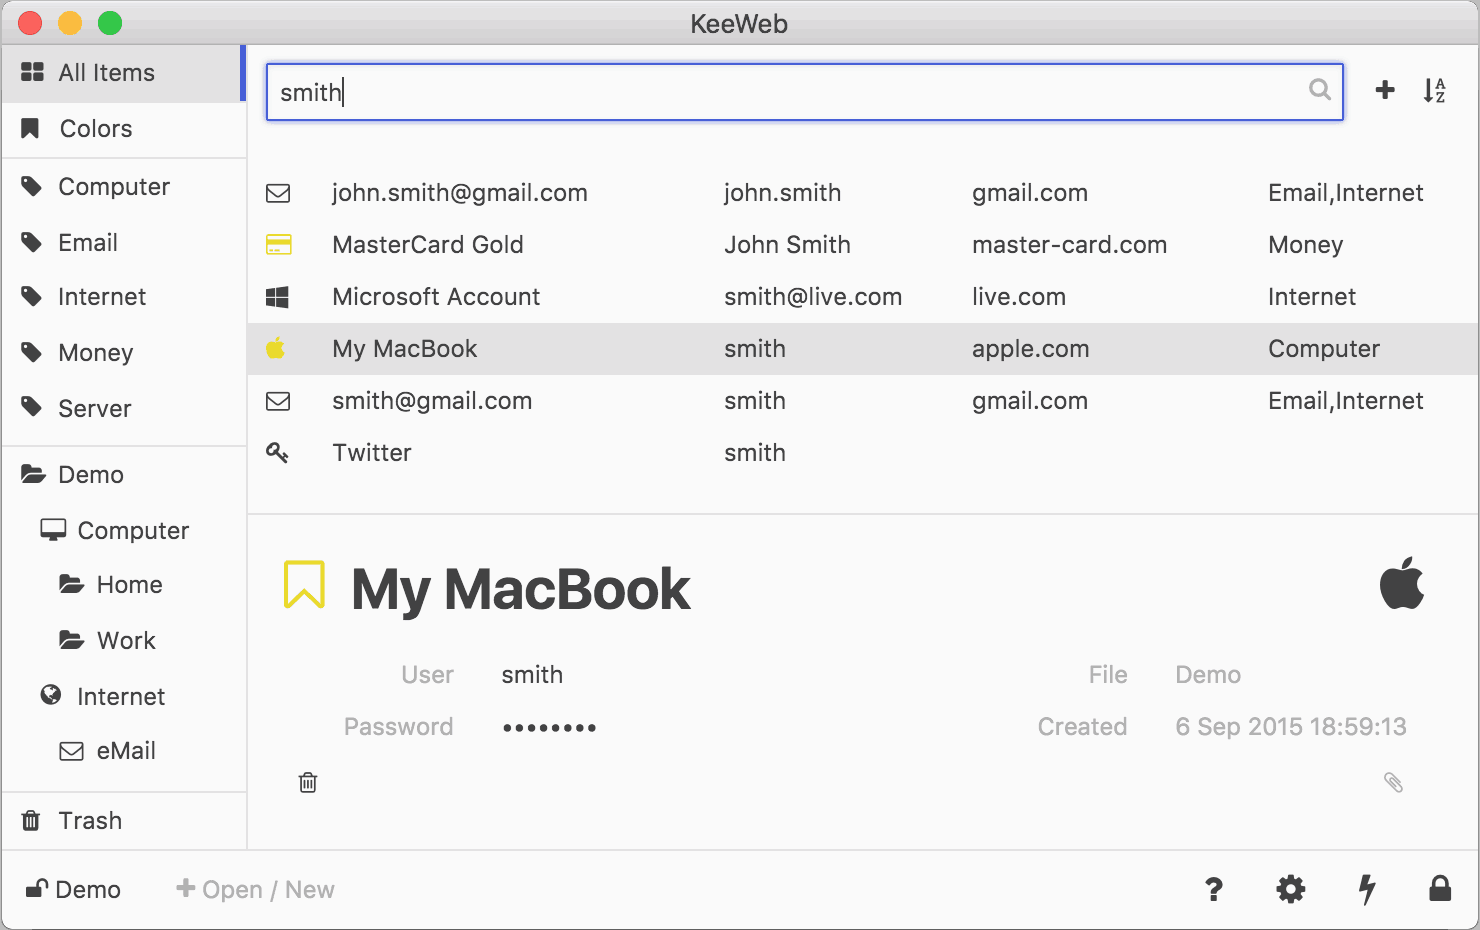 KeeWeb
All Items
Colors
Computer
Email
Internet
Money
Server
Demo
Computer
Home
Work
Internet
eMail
Trash
smith
A
Z
john.smith@gmail.com john.smith gmail.com Email,Internet
MasterCard Gold John Smith master-card.com Money
Microsoft Account smith@live.com live.com Internet
My MacBook smith apple.com Computer
smith@gmail.com smith gmail.com Email,Internet
Twitter smith
My MacBook
User smith File Demo
Password •••••••• Created 6 Sep 2015 18:59:13
Demo + Open / New ?